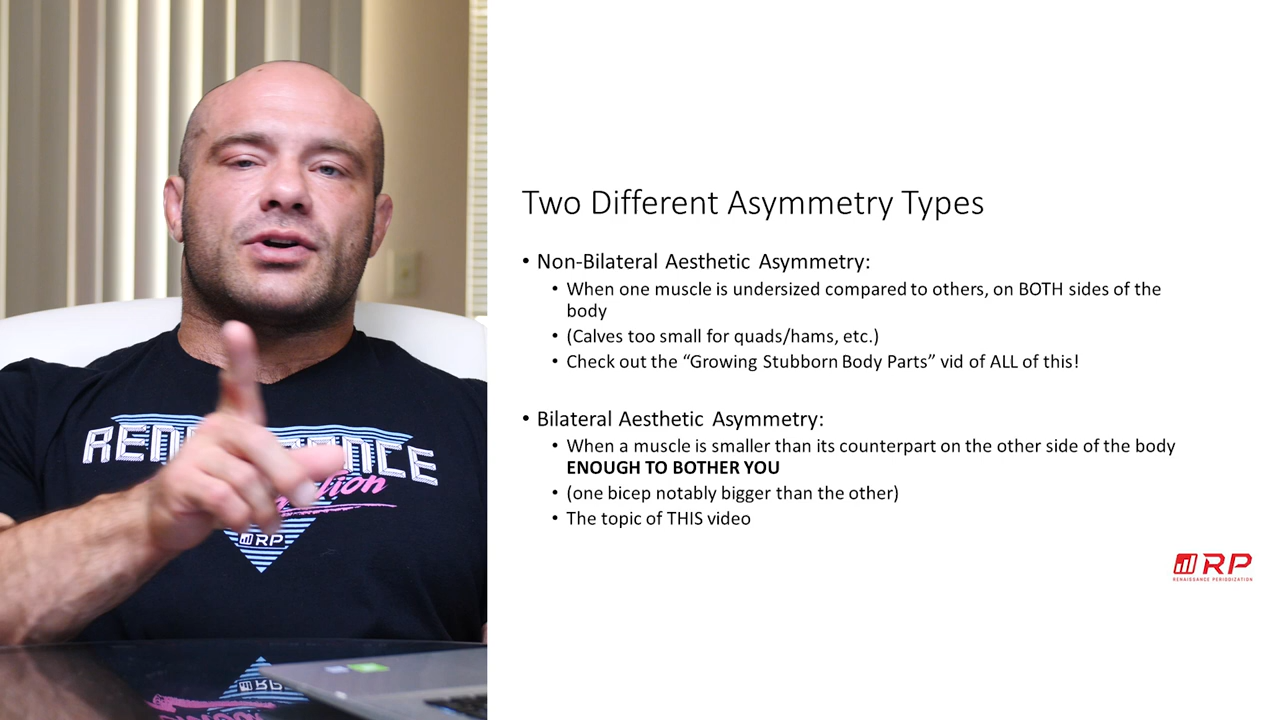 Two Different Asymmetry Types
• Non-Bilateral Aesthetic Asymmetry:
• When one muscle is undersized compared to others, on BOTH sides of the
body
• (Calves too small for quads/hams, etc.)
• Check out the “Growing Stubborn Body Parts” vid of ALL of this!
• Bilateral Aesthetic Asymmetry:
• When a muscle is smaller than its counterpart on the other side of the body
ENOUGH TO BOTHER YOU
• (one bicep notably bigger than the other)
• The topic of THIS video
RP
RENAISSANCE PERIODIZATION
RP